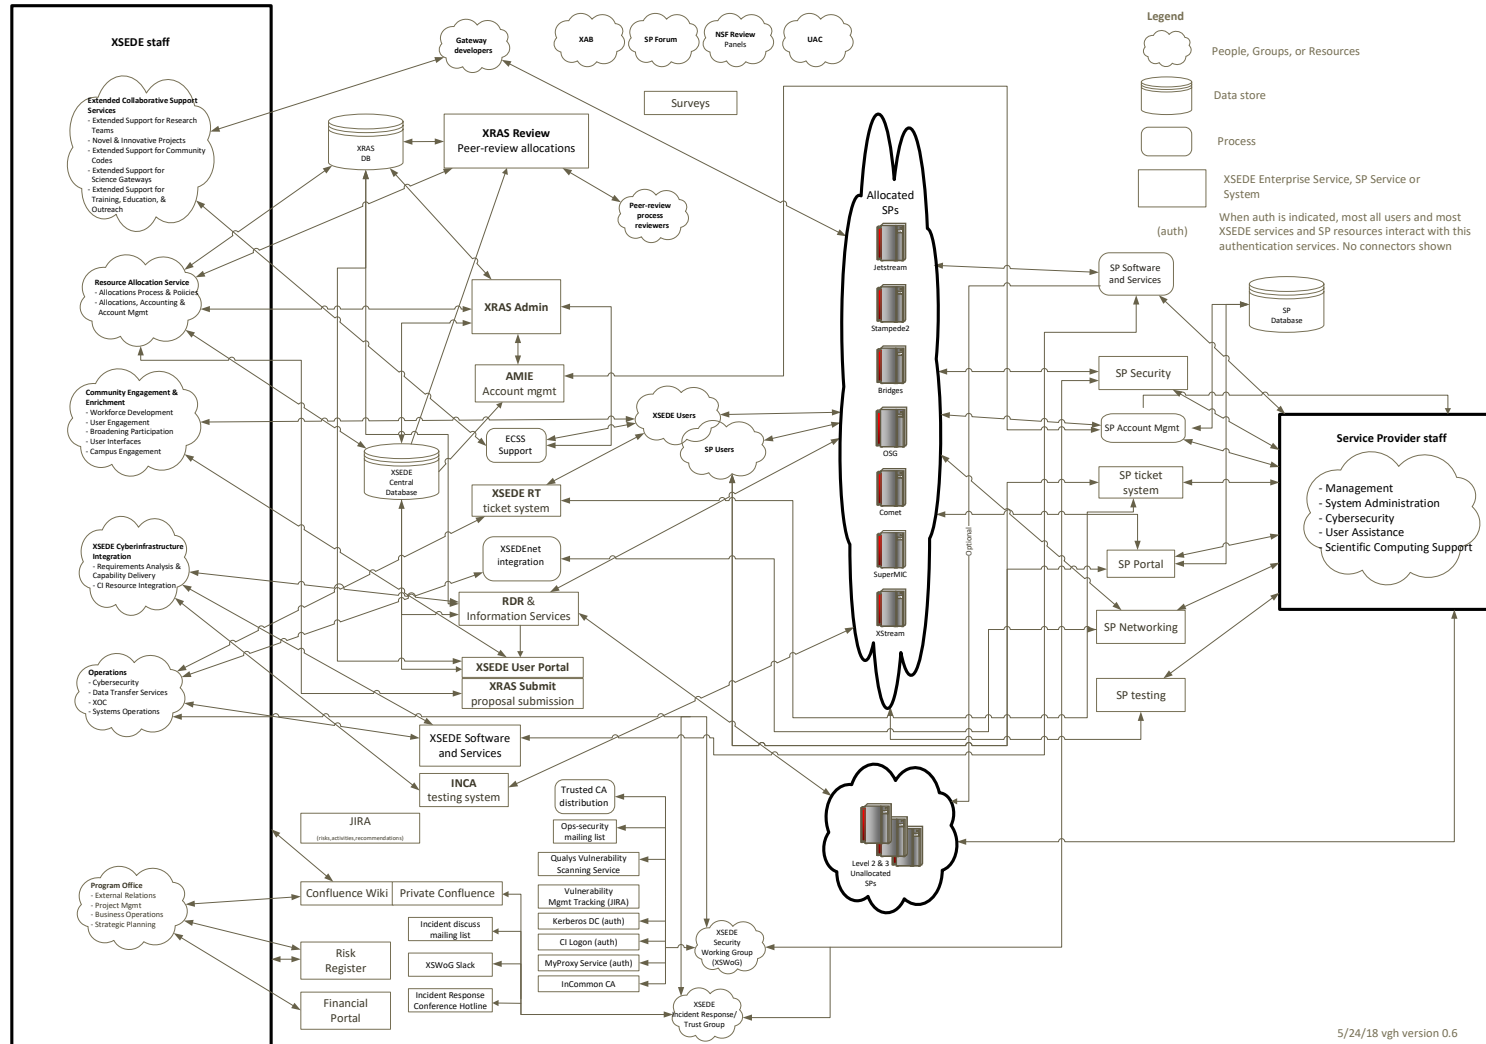 XSEDE staff
Extended Collaborative Support
Services
- Extended Support for Research
Teams
- Novel & Innovative Projects
- Extended Support for Community
Codes
- Extended Support for
Science Gateways
- Extended Support for
Training, Education, &
Outreach
Resource Allocation Service
- Allocations Process & Policies
- Allocations, Accounting &
Account Mgmt
Community Engagement &
Enrichment
- Workforce Development
- User Engagement
- Broadening Participation
- User Interfaces
- Campus Engagement
XSEDE Cyberinfrastructure
Integration
- Requirements Analysis &
Capability Delivery
- CI Resource Integration
Operations
- Cybersecurity
- Data Transfer Services
- XOC
- Systems Operations
Program Office
- External Relations
- Project Mgmt
- Business Operations
- Strategic Planning
Gateway
developers
XAB
SP Forum
NSF Review
Panels
UAC
Surveys
XRAS
DB
XRAS Review
Peer-review allocations
Peer-review
process
reviewers
XRAS Admin
AMIE
Account mgmt
XSEDE Users
SP Users
ECSS
Support
XSEDE
Central
Database
XSEDE RT
ticket system
XSEDEnet
integration
RDR &
Information Services
XSEDE User Portal
XRAS Submit
proposal submission
XSEDE Software
and Services
INCA
testing system
JIRA
(risks,activities,recommendations)
Confluence Wiki
Private Confluence
Risk
Register
Financial
Portal
Incident discuss
mailing list
XSWoG Slack
Incident Response
Conference Hotline
Trusted CA
distribution
Ops-security
mailing list
Qualys Vulnerability
Scanning Service
Vulnerability
Mgmt Tracking (JIRA)
Kerberos DC (auth)
CI Logon (auth)
MyProxy Service (auth)
InCommon CA
XSEDE
Security
Working Group
(XSWoG)
XSEDE
Incident Response/
Trust Group
Allocated
SPs
Jetstream
Stampede2
Bridges
OSG
Comet
SuperMIC
XStream
Level 2 & 3
Unallocated
SPs
Optional
SP Software
and Services
SP
Database
SP Security
SP Account Mgmt
SP ticket
system
SP Portal
SP Networking
SP testing
Service Provider staff
- Management
- System Administration
- Cybersecurity
- User Assistance
- Scientific Computing Support
Legend
People, Groups, or Resources
Data store
Process
XSEDE Enterprise Service, SP Service or
System
(auth)
When auth is indicated, most all users and most
XSEDE services and SP resources interact with this
authentication services. No connectors shown
5/24/18 vgh version 0.6